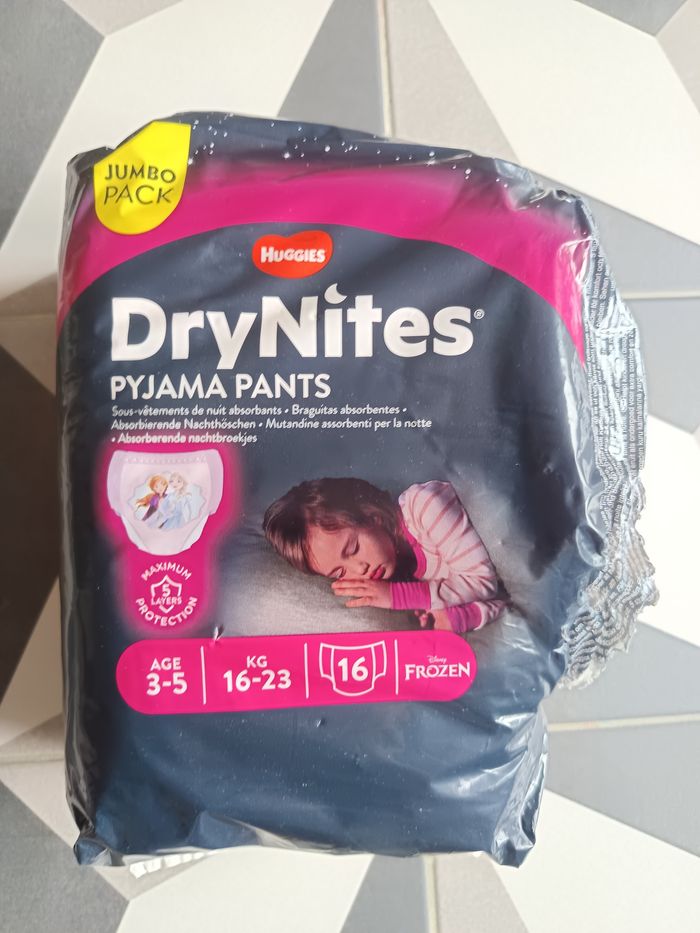 JUMBO
PACK
HUGGIES
DryNites®
PYJAMA PANTS
Sous-vêtements de nuit absorbants • Braguitas absorbentes •
Absorbierende Nachthöschen • Mutandine assorbenti per la notte
• Absorberende nachtbroekjes
MAXIMUM
5
LAYERS
PROTECTION
AGE
3-5
KG
16-23
16
Disney
FROZEN